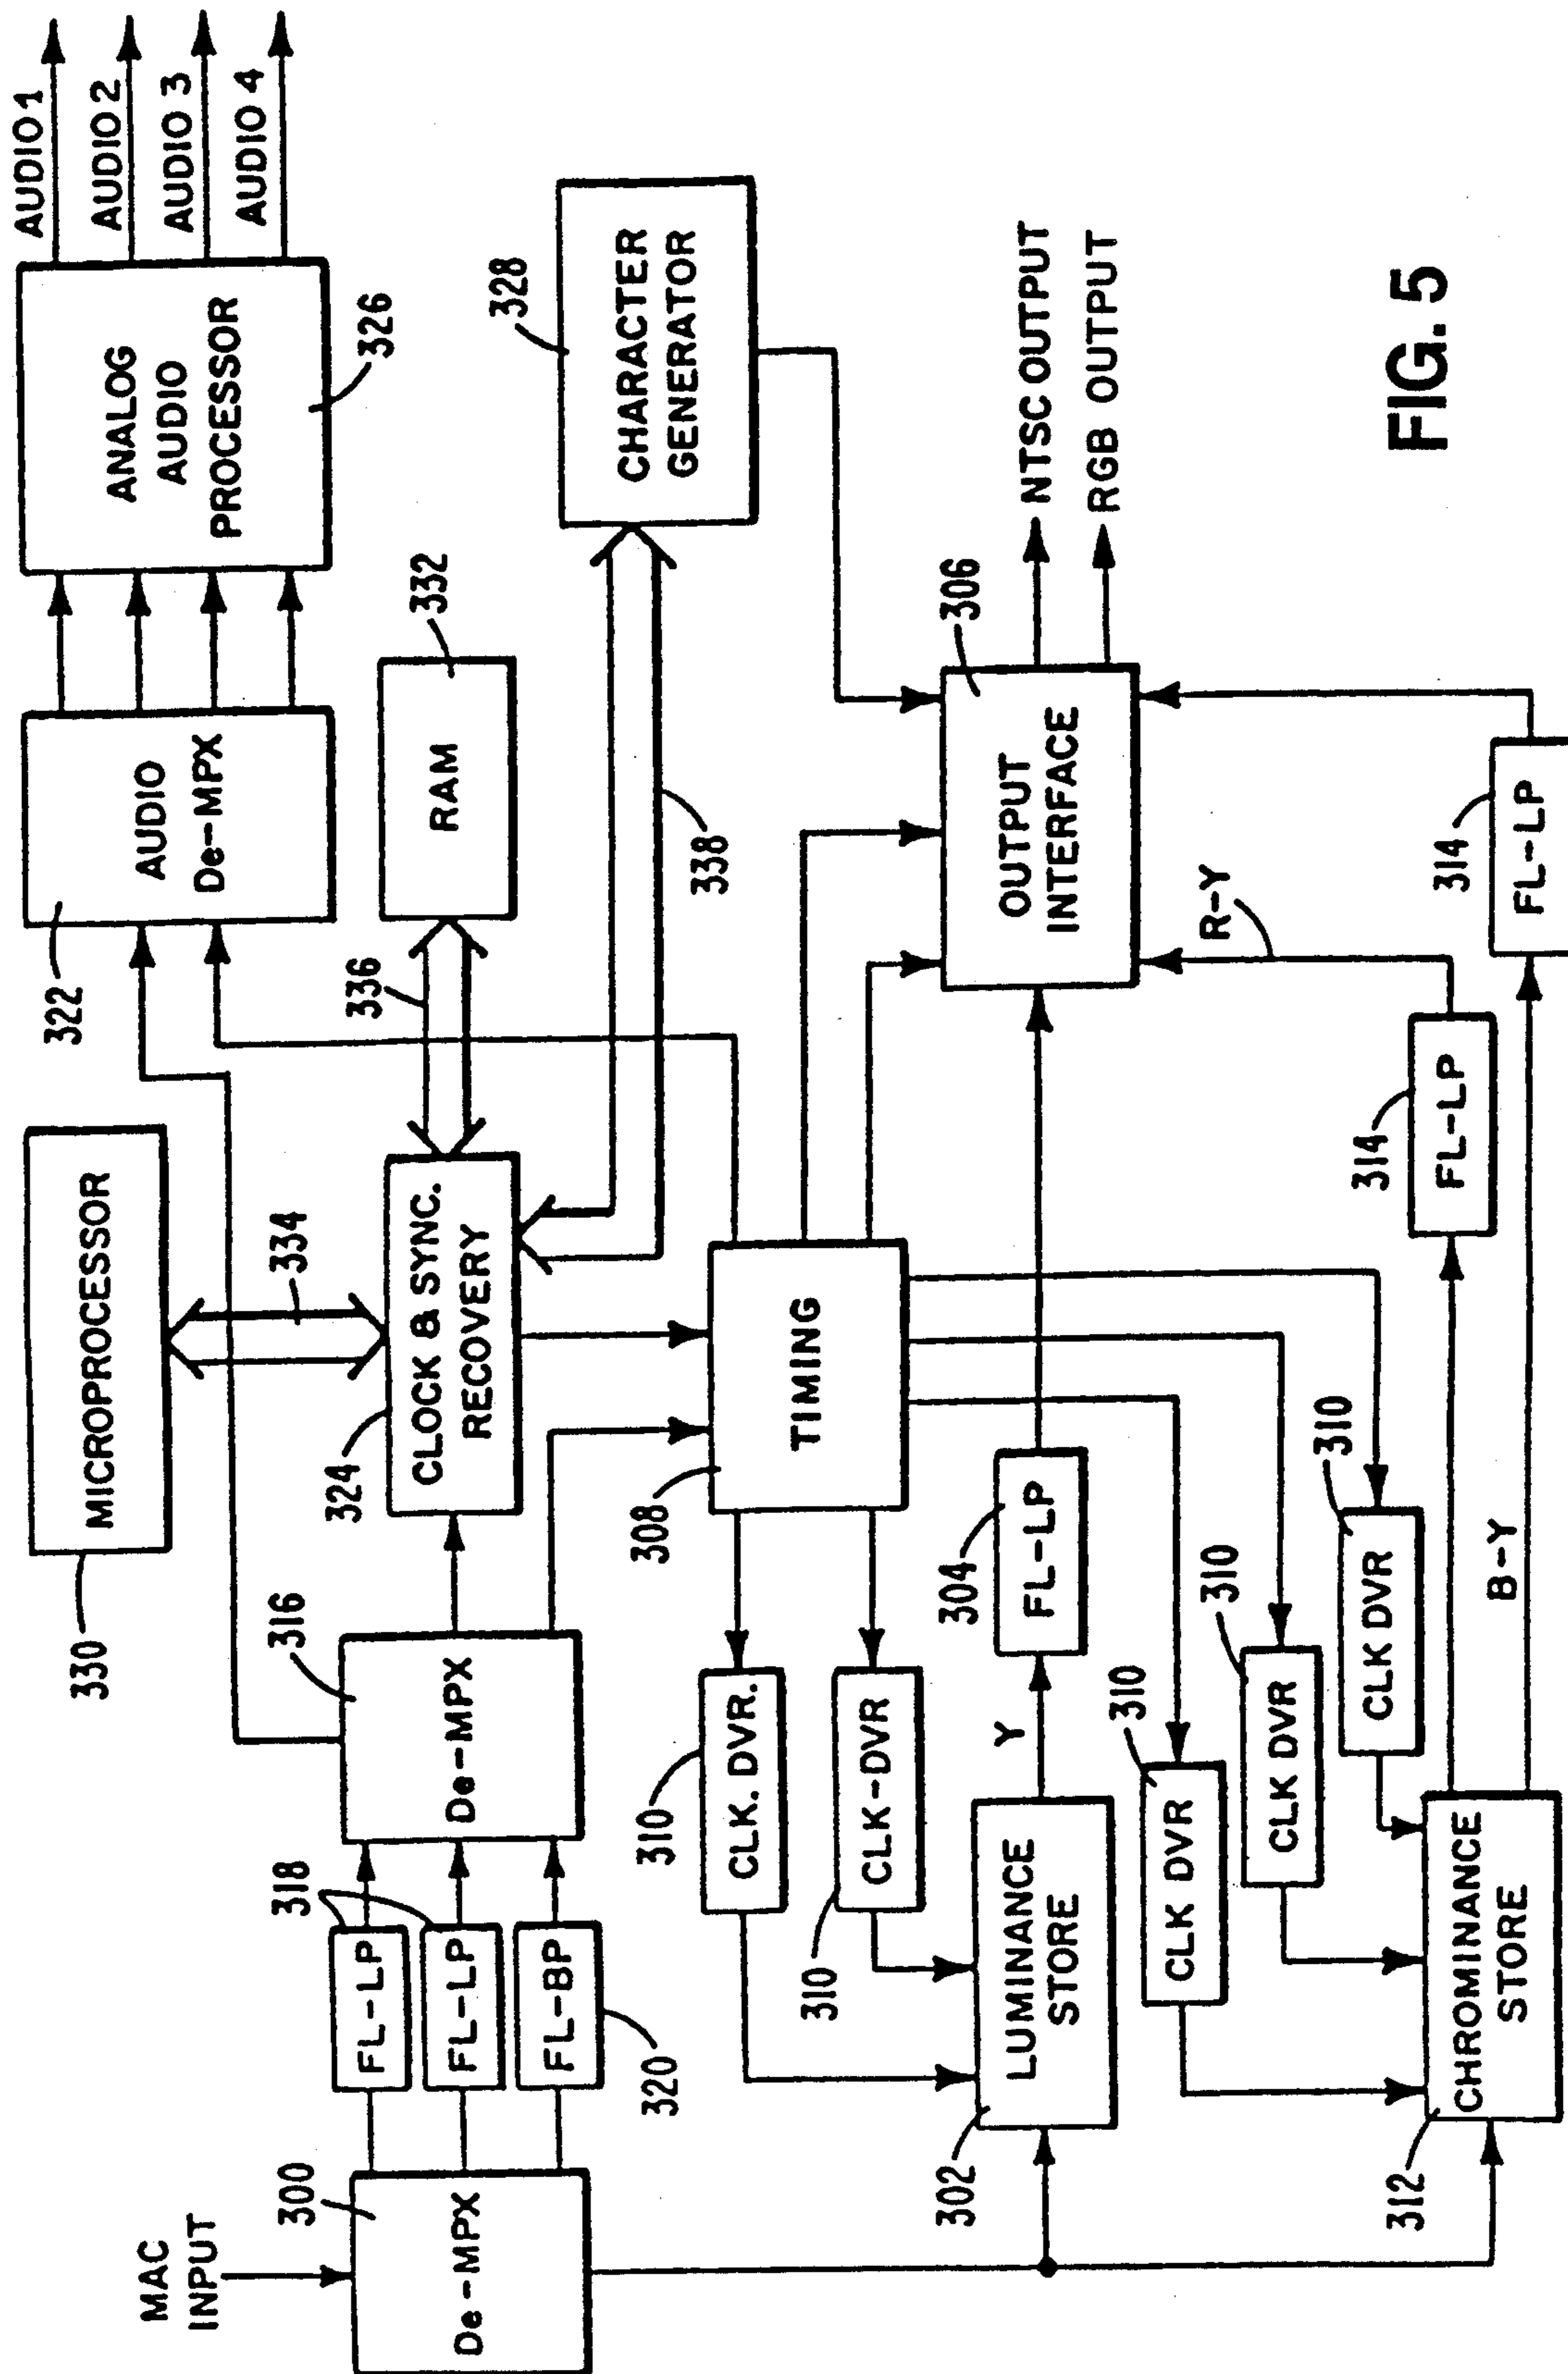 MAC
INPUT
300
De-MPX
FL-LP
FL-LP
318
FL-BP
320
De-MPX
316
MICROPROCESSOR
330
334
CLOCK & SYNC.
RECOVERY
324
336
RAM
332
AUDIO
De-MPX
322
ANALOG
AUDIO
PROCESSOR
326
AUDIO 1
AUDIO 2
AUDIO 3
AUDIO 4
CHARACTER
GENERATOR
328
338
TIMING
308
CLK. DVR.
310
CLK-DVR
310
LUMINANCE
STORE
302
Y
FL-LP
304
OUTPUT
INTERFACE
306
NTSC OUTPUT
RGB OUTPUT
CLK DVR
310
CLK DVR
310
CLK DVR
310
CHROMINANCE
STORE
312
B-Y
FL-LP
314
R-Y
FL-LP
314
FIG. 5